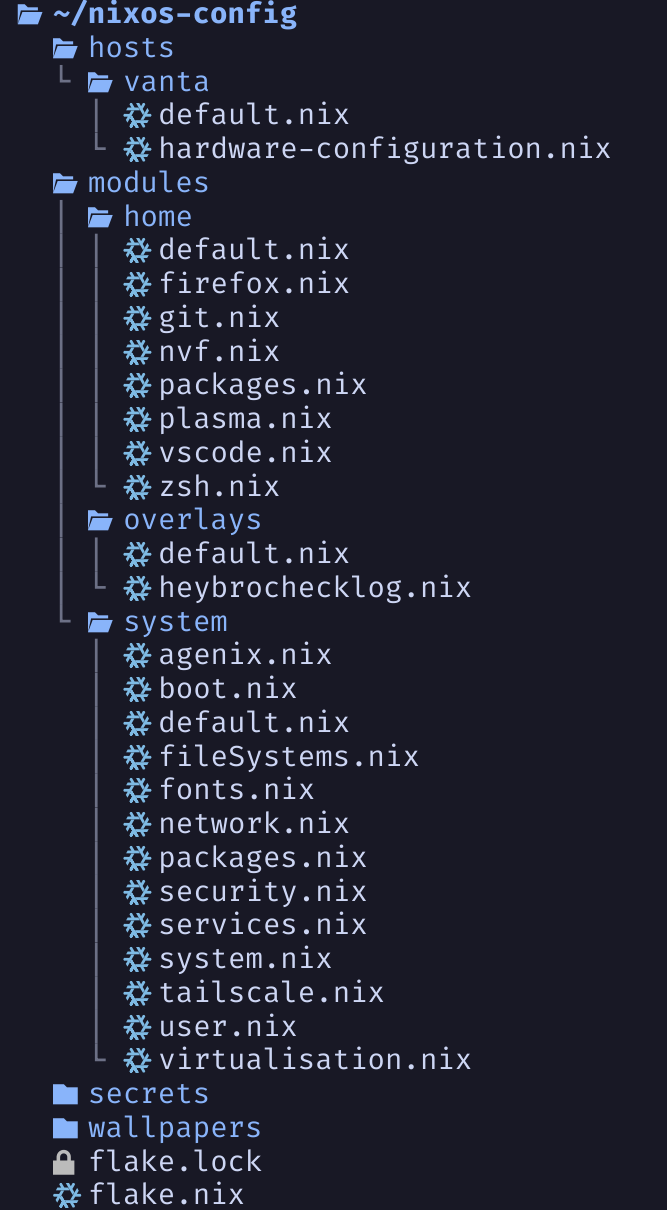 ~/nixos-config
hosts
vanta
default.nix
hardware-configuration.nix
modules
home
default.nix
firefox.nix
git.nix
nvf.nix
packages.nix
plasma.nix
vscode.nix
zsh.nix
overlays
default.nix
heybrochecklog.nix
system
agenix.nix
boot.nix
default.nix
fileSystems.nix
fonts.nix
network.nix
packages.nix
security.nix
services.nix
system.nix
tailscale.nix
user.nix
virtualisation.nix
secrets
wallpapers
flake.lock
flake.nix